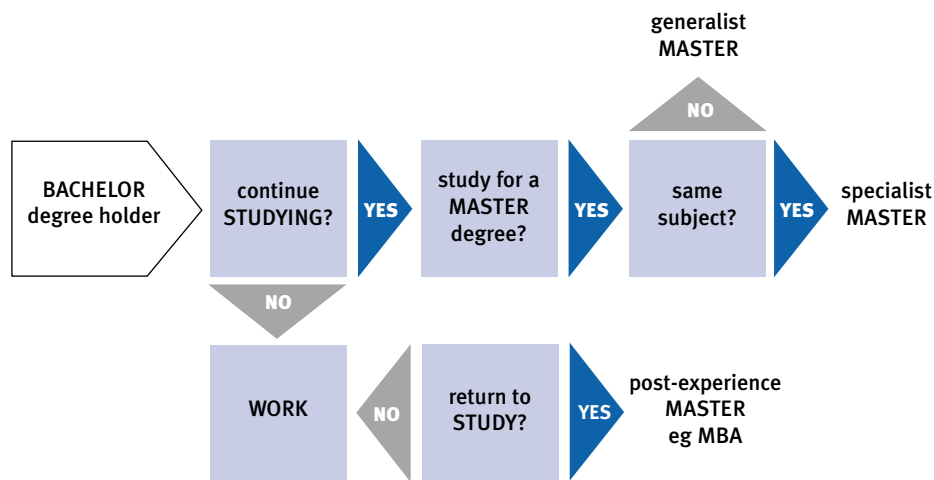 generalist
MASTER
NO
BACHELOR
degree holder
continue
STUDYING?
YES
study for a
MASTER
degree?
YES
same
subject?
YES
specialist
MASTER
NO
WORK
NO
return to
STUDY?
YES
post-experience
MASTER
eg MBA